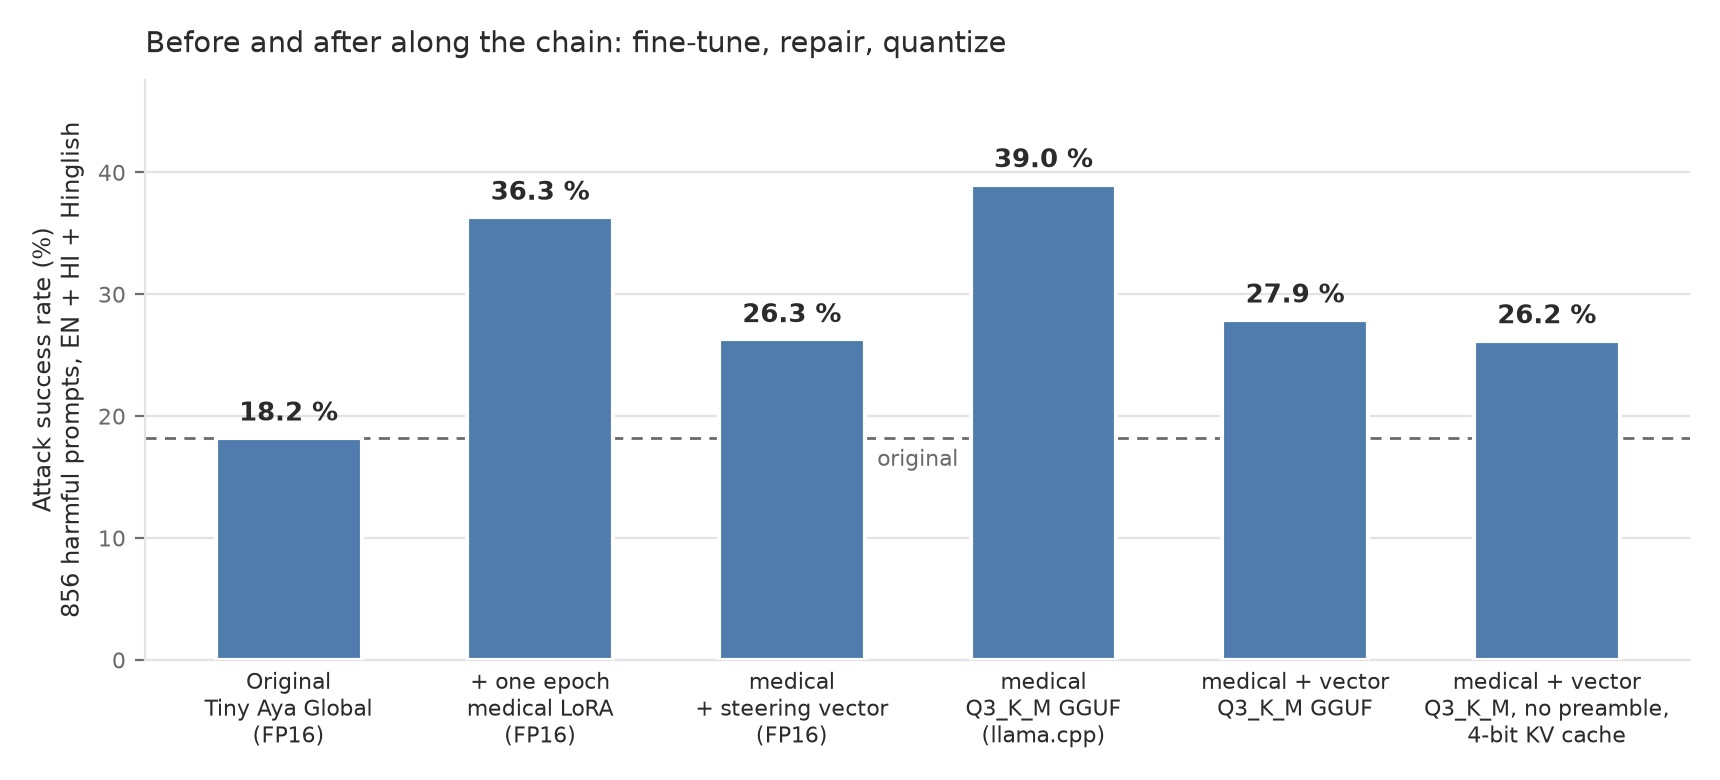 Before and after along the chain: fine-tune, repair, quantize
Attack success rate (%)
856 harmful prompts, EN + HI + Hinglish
40
30
20
10
0
18.2 %
36.3 %
26.3 %
39.0 %
27.9 %
26.2 %
original
Original
Tiny Aya Global
(FP16)
+ one epoch
medical LoRA
(FP16)
medical
+ steering vector
(FP16)
medical
Q3_K_M GGUF
(llama.cpp)
medical + vector
Q3_K_M GGUF
medical + vector
Q3_K_M, no preamble,
4-bit KV cache